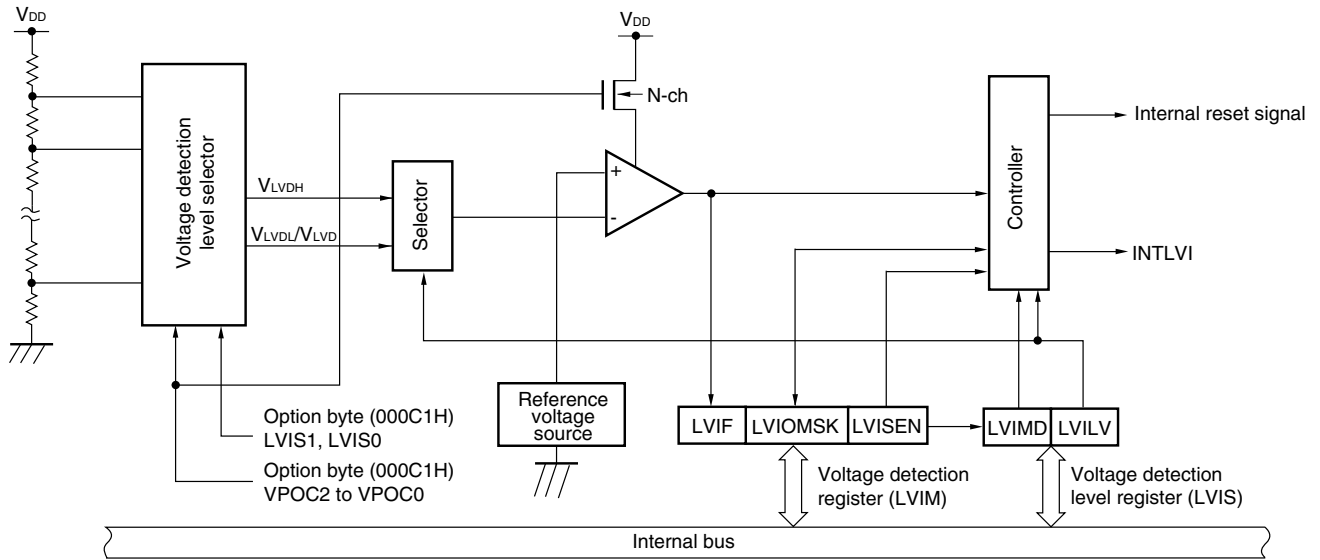 VDD
VDD
N-ch
Voltage detection
level selector
VLVDH
VLVDL/VLVD
Selector
+
-
Controller
Internal reset signal
INTLVI
Option byte (000C1H)
LVIS1, LVIS0
Option byte (000C1H)
VPOC2 to VPOC0
Reference
voltage
source
LVIF
LVIOMSK
LVISEN
LVIMD
LVILV
Voltage detection
register (LVIM)
Voltage detection
level register (LVIS)
Internal bus